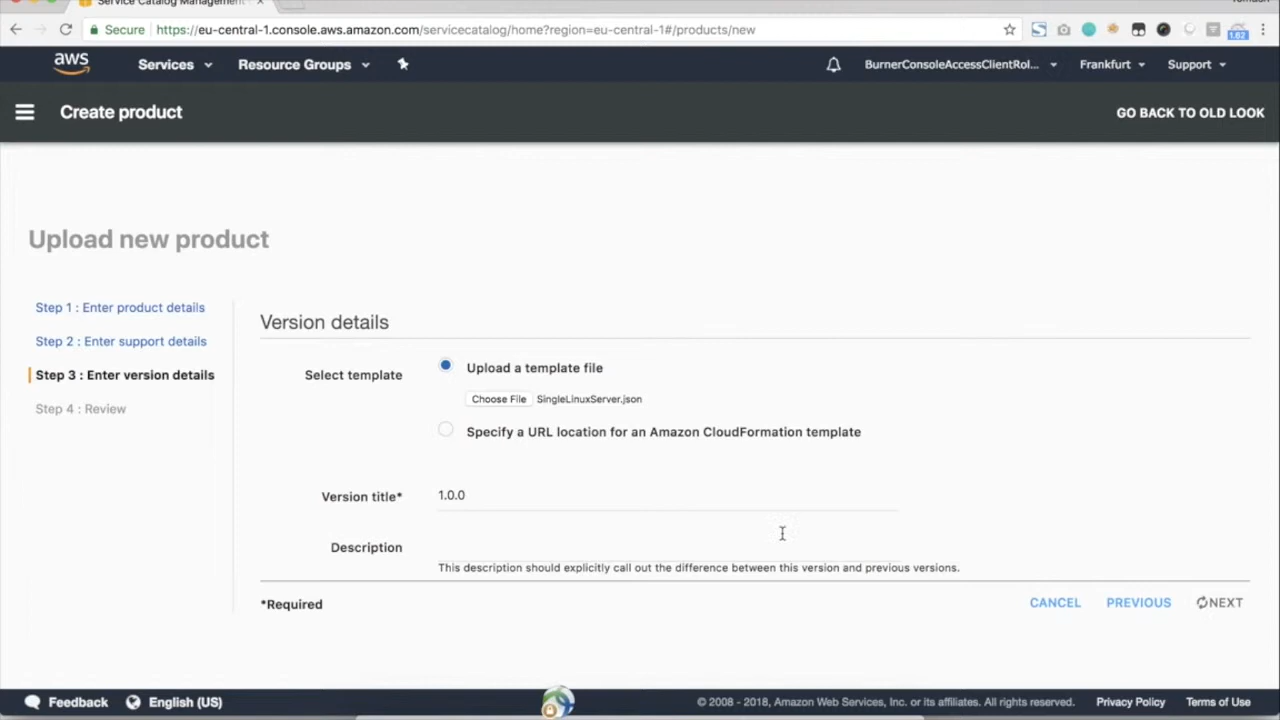 Service Catalog Management
Secure https://eu-central-1.console.aws.amazon.com/servicecatalog/home?region=eu-central-1#/products/new
1.62
aws Services Resource Groups BurnerConsoleAccessClientRol... Frankfurt Support
Create product GO BACK TO OLD LOOK
Upload new product
Step 1 : Enter product details
Step 2 : Enter support details
Step 3 : Enter version details
Step 4 : Review
Version details
Select template
Upload a template file
Choose File SingleLinuxServer.json
Specify a URL location for an Amazon CloudFormation template
Version title* 1.0.0
Description
This description should explicitly call out the difference between this version and previous versions.
*Required CANCEL PREVIOUS NEXT
Feedback English (US) © 2008 - 2018, Amazon Web Services, Inc. or its affiliates. All rights reserved. Privacy Policy Terms of Use